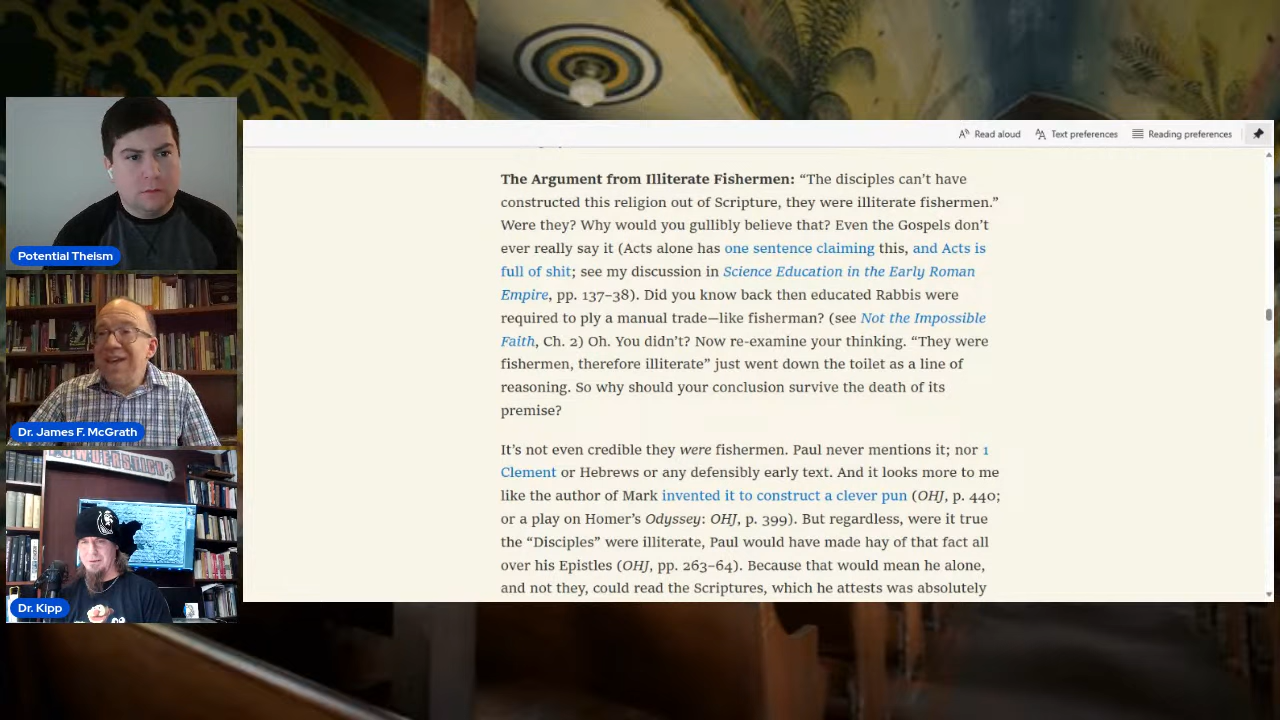 Read aloud
Text preferences
Reading preferences
Potential Theism
Dr. James F. McGrath
Dr. Kipp
The Argument from Illiterate Fishermen: “The disciples can’t have
constructed this religion out of Scripture, they were illiterate fishermen.”
Were they? Why would you gullibly believe that? Even the Gospels don’t
ever really say it (Acts alone has one sentence claiming this, and Acts is
full of shit; see my discussion in Science Education in the Early Roman
Empire, pp. 137–38). Did you know back then educated Rabbis were
required to ply a manual trade—like fisherman? (see Not the Impossible
Faith, Ch. 2) Oh. You didn’t? Now re-examine your thinking. “They were
fishermen, therefore illiterate” just went down the toilet as a line of
reasoning. So why should your conclusion survive the death of its
premise?
It’s not even credible they were fishermen. Paul never mentions it; nor 1
Clement or Hebrews or any defensibly early text. And it looks more to me
like the author of Mark invented it to construct a clever pun (OHJ, p. 440;
or a play on Homer’s Odyssey: OHJ, p. 399). But regardless, were it true
the “Disciples” were illiterate, Paul would have made hay of that fact all
over his Epistles (OHJ, pp. 263–64). Because that would mean he alone,
and not they, could read the Scriptures, which he attests was absolutely